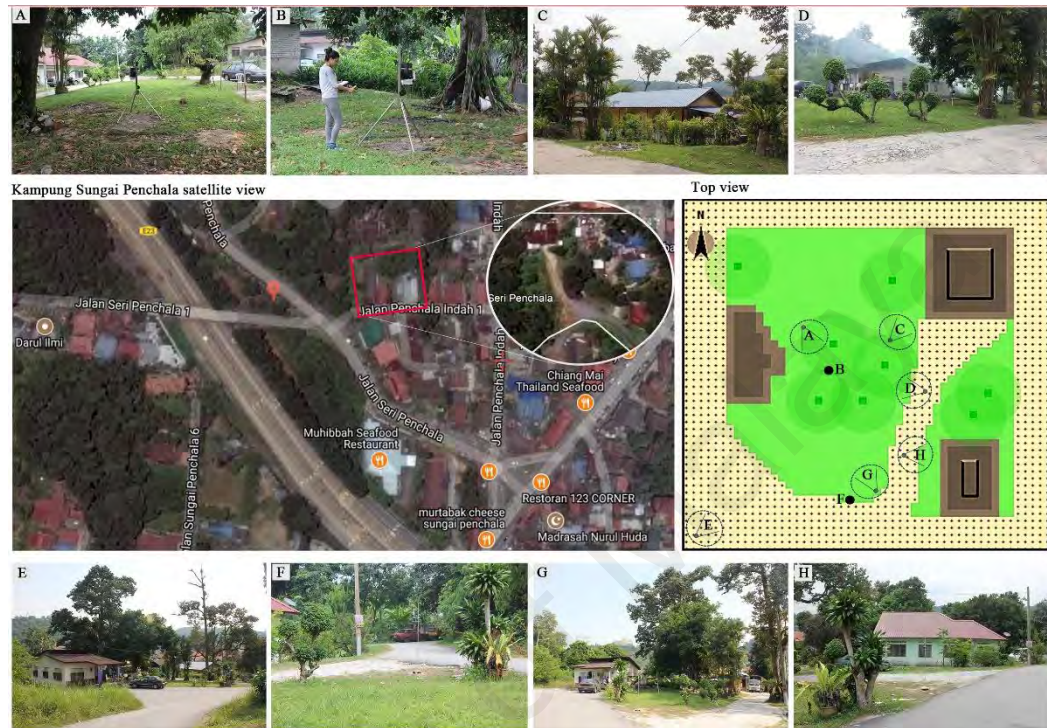 A
B
C
D
Kampung Sungai Penchala satellite view
Top view
E23
Penchala
Indah
Jalan Seri Penchala 1
Darul Ilmi
Jalan Penchala Indah 1
Seri Penchala
Chiang Mai
Thailand Seafood
Jalan Penchala Indah
Jalan Seri Penchala
Muhibbah Seafood
Restaurant
Jalan Sungai Penchala 6
Restoran 123 CORNER
murtabak cheese
sungai penchala
Madrasah Nurul Huda
N
A
C
B
D
H
G
F
E
E
F
G
H